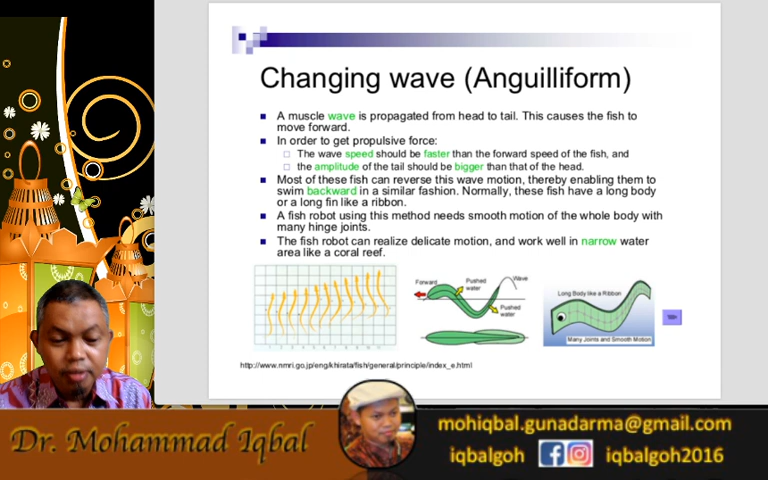 Changing wave (Anguilliform)
A muscle wave is propagated from head to tail. This causes the fish to
move forward.
In order to get propulsive force:
The wave speed should be faster than the forward speed of the fish, and
the amplitude of the tail should be bigger than that of the head.
Most of these fish can reverse this wave motion, thereby enabling them to
swim backward in a similar fashion. Normally, these fish have a long body
or a long fin like a ribbon.
A fish robot using this method needs smooth motion of the whole body with
many hinge joints.
The fish robot can realize delicate motion, and work well in narrow water
area like a coral reef.
Forward
Pushed
water
Wave
Pushed
water
Long Body like a Ribbon
Many Joints and Smooth Motion
http://www.nmri.go.jp/eng/khirata/fish/general/principle/index_e.html
Dr. Mohammad Iqbal
mohiqbal.gunadarma@gmail.com
iqbalgoh
iqbalgoh2016